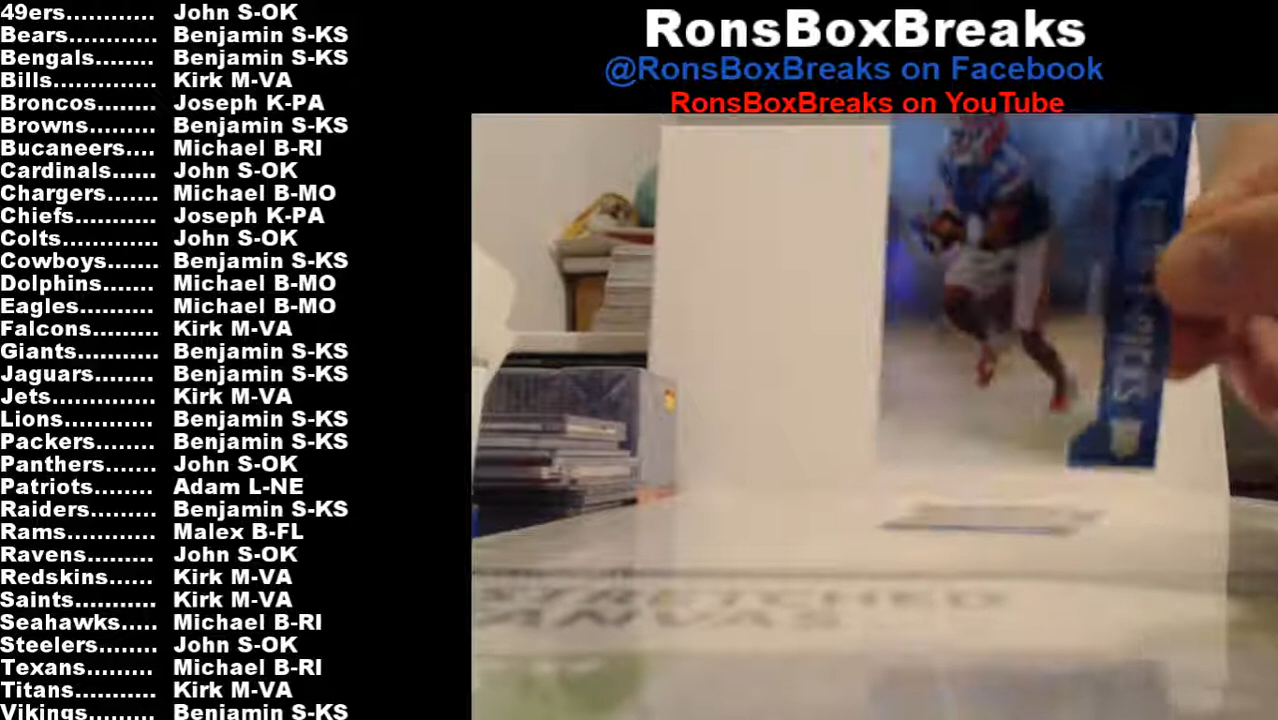 49ers............ John S-OK
Bears............ Benjamin S-KS
Bengals........ Benjamin S-KS
Bills.............. Kirk M-VA
Broncos........ Joseph K-PA
Browns......... Benjamin S-KS
Bucaneers.... Michael B-RI
Cardinals...... John S-OK
Chargers....... Michael B-MO
Chiefs........... Joseph K-PA
Colts............. John S-OK
Cowboys....... Benjamin S-KS
Dolphins....... Michael B-MO
Eagles.......... Michael B-MO
Falcons......... Kirk M-VA
Giants........... Benjamin S-KS
Jaguars........ Benjamin S-KS
Jets............... Kirk M-VA
Lions............ Benjamin S-KS
Packers........ Benjamin S-KS
Panthers....... John S-OK
Patriots........ Adam L-NE
Raiders......... Benjamin S-KS
Rams............ Malex B-FL
Ravens......... John S-OK
Redskins...... Kirk M-VA
Saints........... Kirk M-VA
Seahawks..... Michael B-RI
Steelers........ John S-OK
Texans......... Michael B-RI
Titans........... Kirk M-VA
Vikings......... Benjamin S-KS
RonsBoxBreaks
@RonsBoxBreaks on Facebook
RonsBoxBreaks on YouTube
STRETCHED
CANVAS